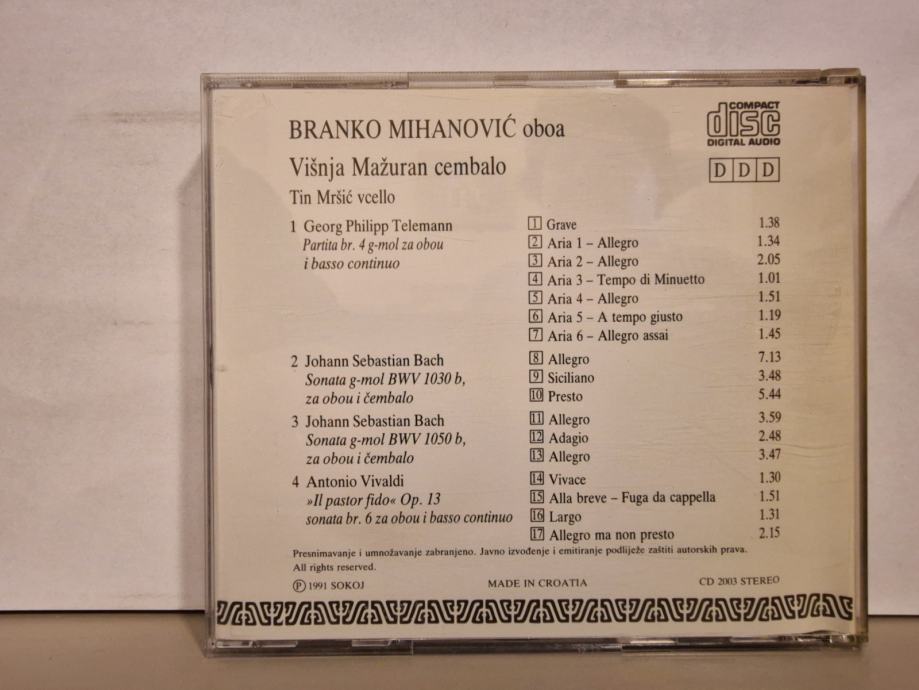 BRANKO MIHANOVIĆ oboa
COMPACT
disc
DIGITAL AUDIO
Višnja Mažuran cembalo
D D D
Tin Mršić vcello
1 Georg Philipp Telemann
Partita br. 4 g-mol za obou
i basso continuo
1 Grave 1.38
2 Aria 1 – Allegro 1.34
3 Aria 2 – Allegro 2.05
4 Aria 3 – Tempo di Minuetto 1.01
5 Aria 4 – Allegro 1.51
6 Aria 5 – A tempo giusto 1.19
7 Aria 6 – Allegro assai 1.45
2 Johann Sebastian Bach
Sonata g-mol BWV 1030 b,
za obou i čembalo
8 Allegro 7.13
9 Siciliano 3.48
10 Presto 5.44
3 Johann Sebastian Bach
Sonata g-mol BWV 1050 b,
za obou i čembalo
11 Allegro 3.59
12 Adagio 2.48
13 Allegro 3.47
4 Antonio Vivaldi
»Il pastor fido« Op. 13
sonata br. 6 za obou i basso continuo
14 Vivace 1.30
15 Alla breve – Fuga da cappella 1.51
16 Largo 1.31
17 Allegro ma non presto 2.15
Presnimavanje i umnožavanje zabranjeno. Javno izvođenje i emitiranje podliježe zaštiti autorskih prava.
All rights reserved.
Ⓟ 1991 SOKOJ MADE IN CROATIA CD 2003 STEREO